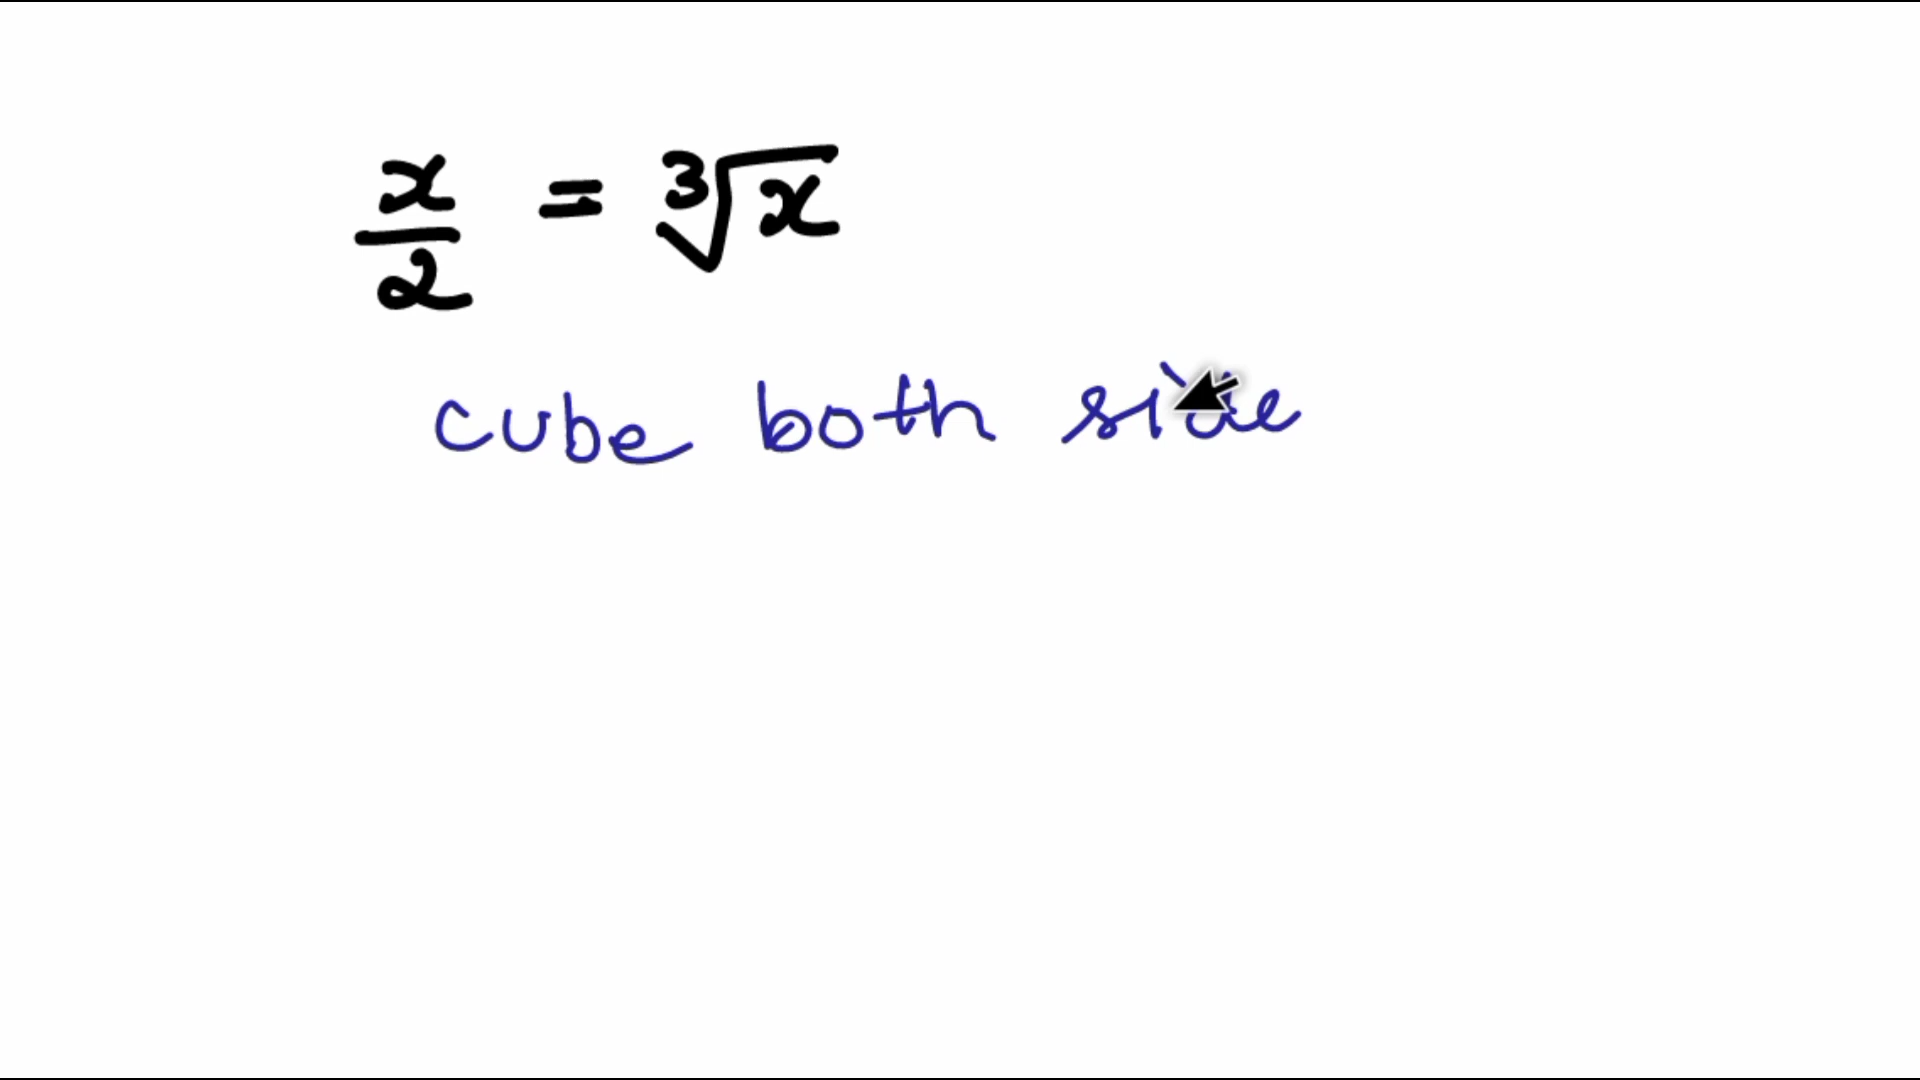 x/2 = ∛x
cube both side